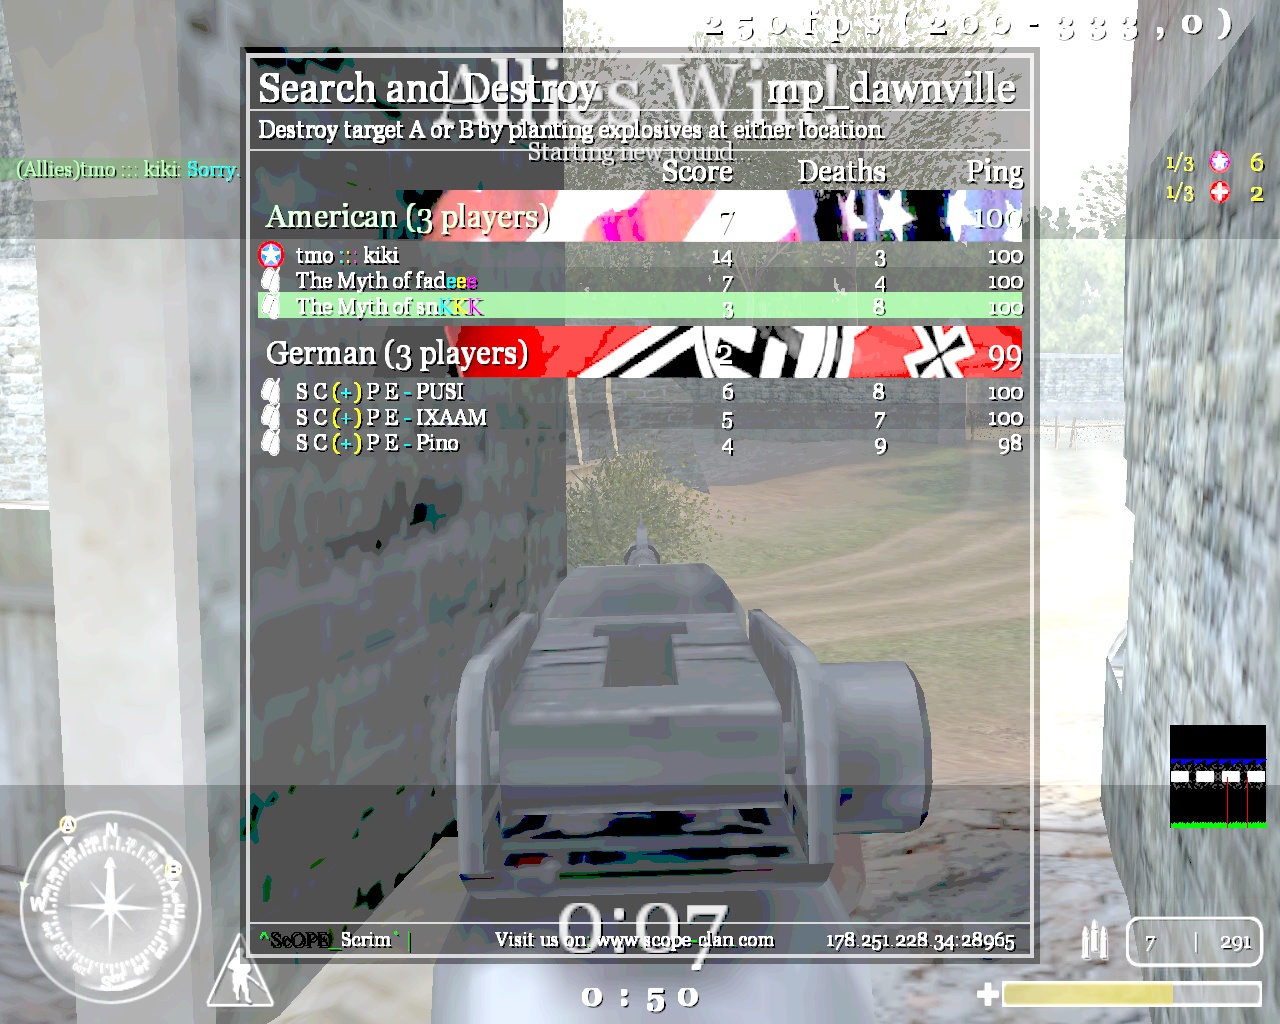 250fps(200-333,0)
Allies Win!
Search and Destroy mp_dawnville
Destroy target A or B by planting explosives at either location.
Starting new round...
(Allies)tmo ::: kiki: Sorry.
1/3 6
1/3 2
Score Deaths Ping
American (3 players) 7 100
tmo ::: kiki 14 3 100
The Myth of fadeee 7 4 100
The Myth of snKKK 3 8 100
German (3 players) 2 99
S C (+) P E - PUSI 6 8 100
S C (+) P E - IXAAM 5 7 100
S C (+) P E - Pino 4 9 98
A
N
B
W
0:07
^ScOPE_Scrim` | Visit us on www.scope-clan.com 178.251.228.34:28965
7 | 291
0:50